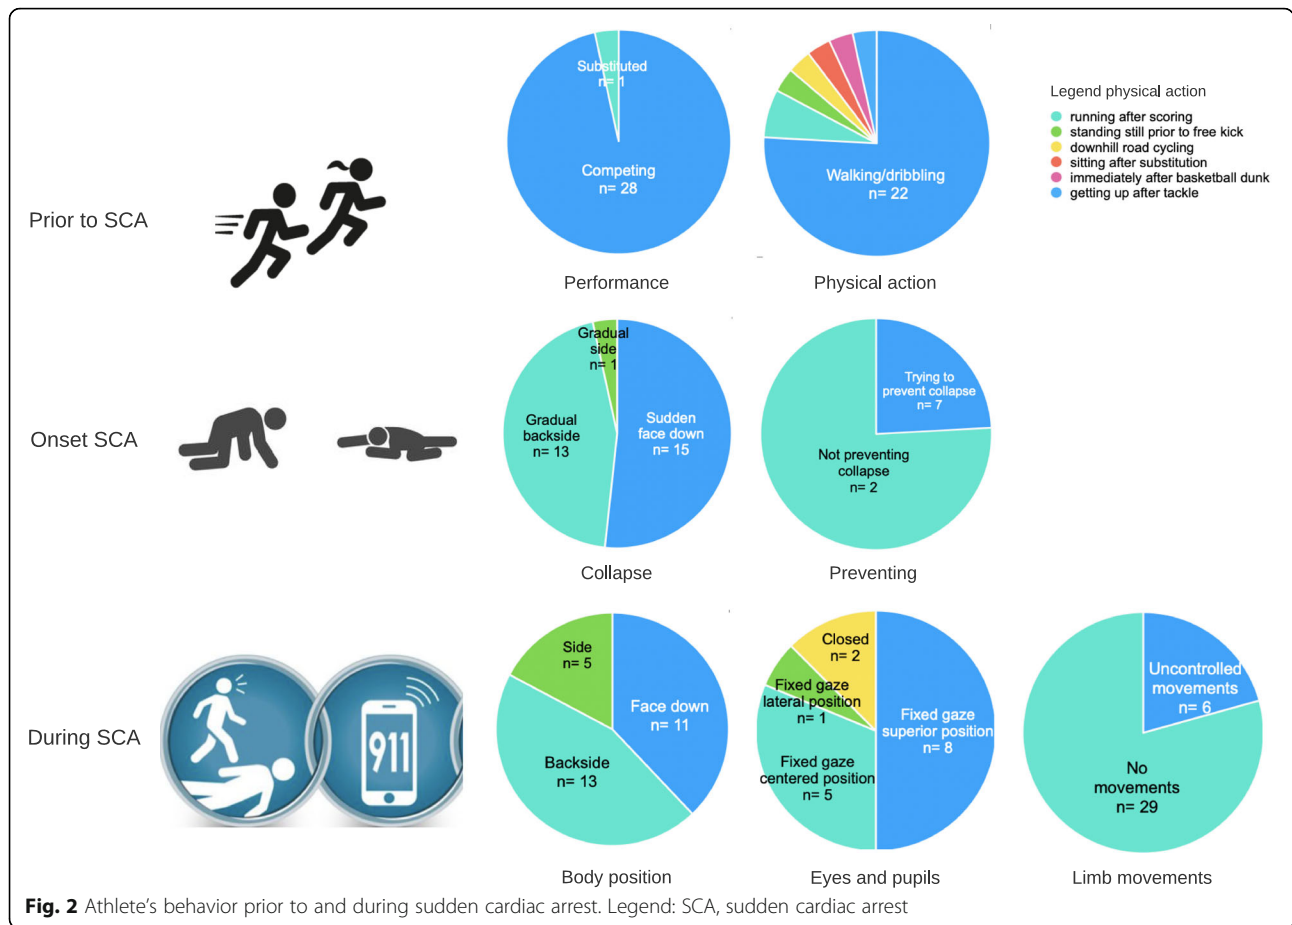 Substituted
n= 1
Competing
n= 28
Walking/dribbling
n= 22
Legend physical action
running after scoring
standing still prior to free kick
downhill road cycling
sitting after substitution
immediately after basketball dunk
getting up after tackle
Prior to SCA
Performance
Physical action
Gradual
side
n= 1
Gradual
backside
n= 13
Sudden
face down
n= 15
Trying to
prevent collapse
n= 7
Not preventing
collapse
n= 2
Onset SCA
Collapse
Preventing
Side
n= 5
Face down
n= 11
Backside
n= 13
Closed
n= 2
Fixed gaze
lateral position
n= 1
Fixed gaze
superior position
n= 8
Fixed gaze
centered position
n= 5
Uncontrolled
movements
n= 6
No
movements
n= 29
During SCA
911
Body position
Eyes and pupils
Limb movements
Fig. 2 Athlete's behavior prior to and during sudden cardiac arrest. Legend: SCA, sudden cardiac arrest